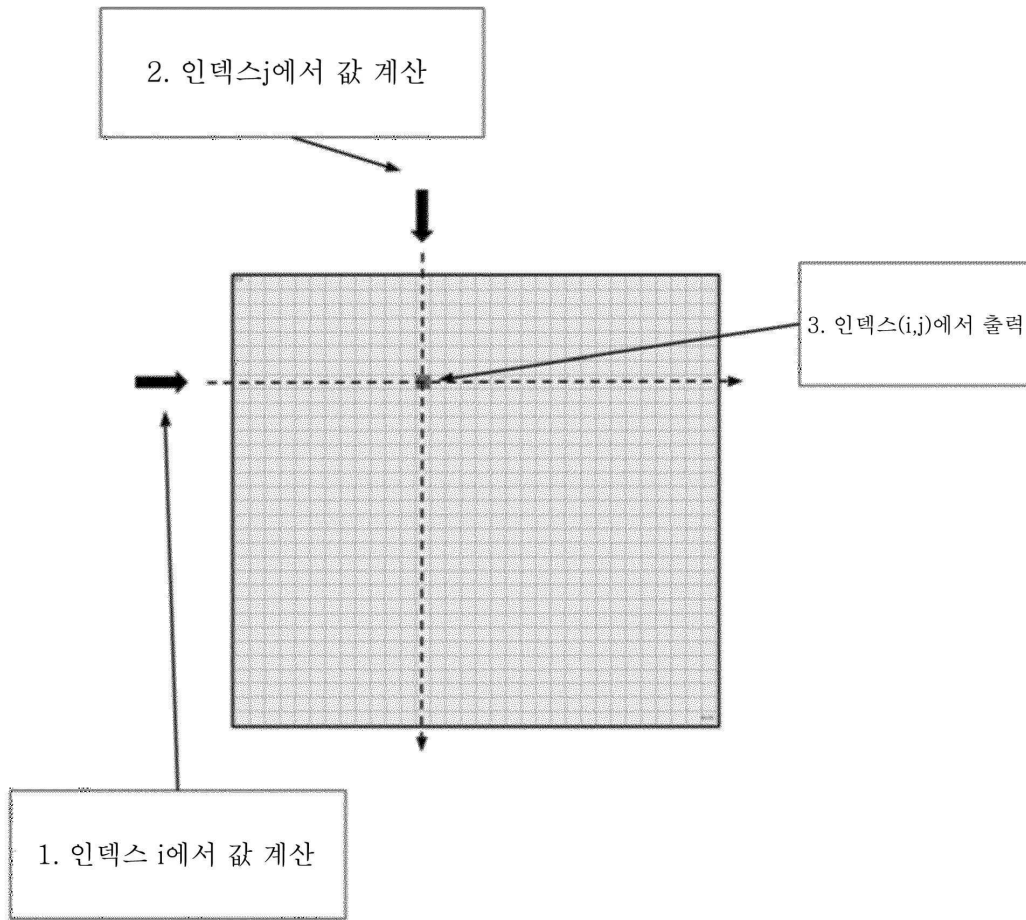 2. 인덱스j에서 값 계산
3. 인덱스(i,j)에서 출력
1. 인덱스 i에서 값 계산